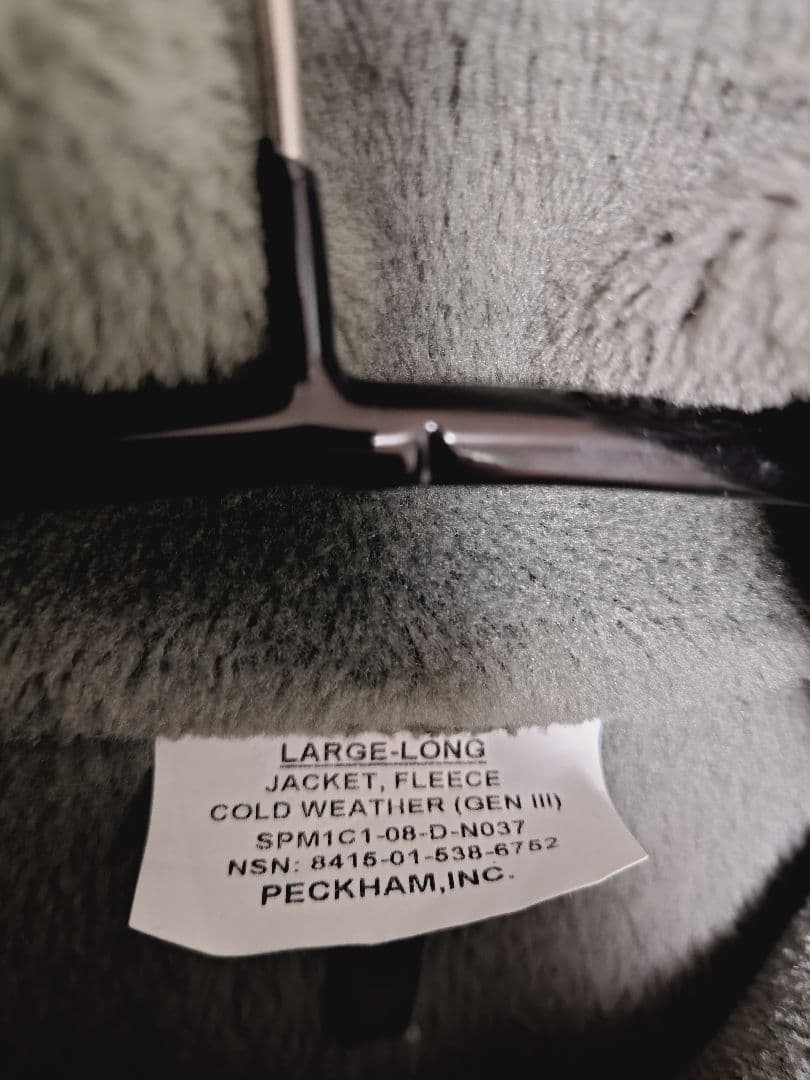 LARGE-LONG
JACKET, FLEECE
COLD WEATHER (GEN III)
SPM1C1-08-D-N037
NSN: 8415-01-538-6752
PECKHAM,INC.